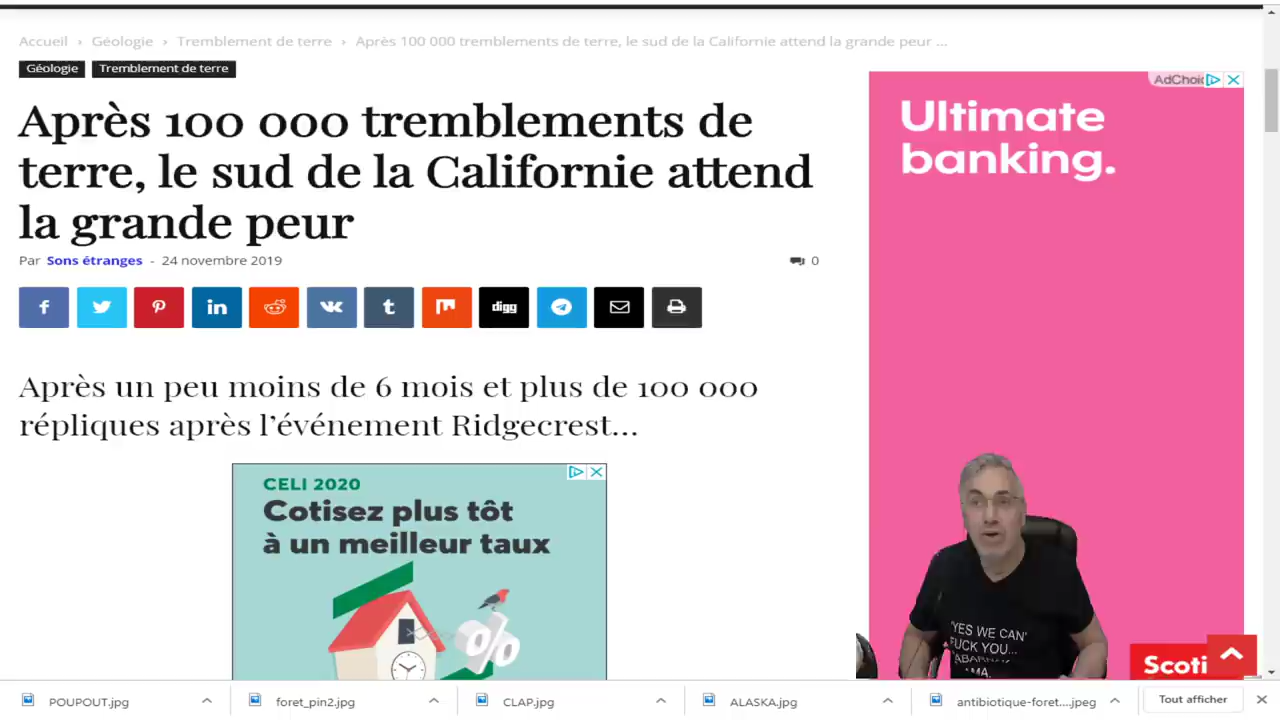 Accueil › Géologie › Tremblement de terre › Après 100 000 tremblements de terre, le sud de la Californie attend la grande peur ...
Géologie Tremblement de terre
Après 100 000 tremblements de
terre, le sud de la Californie attend
la grande peur
Par Sons étranges - 24 novembre 2019
0
digg
Après un peu moins de 6 mois et plus de 100 000
répliques après l'événement Ridgecrest...
CELI 2020
Cotisez plus tôt
à un meilleur taux
%
AdChoic
Ultimate
banking.
'YES WE CAN'
FUCK YOU...
TABARNAK
Scoti
POUPOUT.jpg
foret_pin2.jpg
CLAP.jpg
ALASKA.jpg
antibiotique-foret....jpeg
Tout afficher